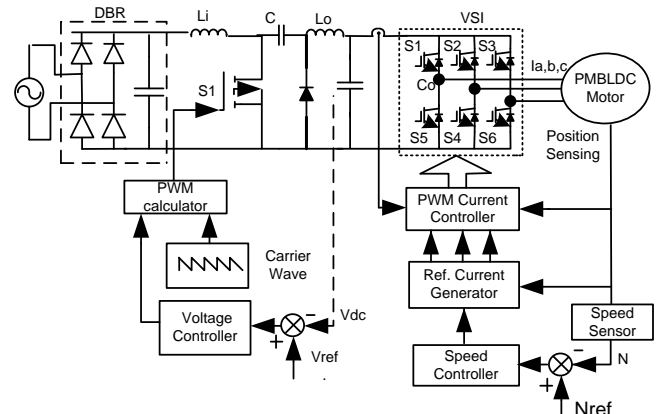 DBR
Li
C
Lo
VSI
S1
S1
S2
S3
Ia,b,c
PMBLDC
Motor
Co
S5
S4
S6
Position
Sensing
PWM
calculator
PWM Current
Controller
Carrier
Wave
Ref. Current
Generator
Voltage
Controller
Vdc
Vref
Speed
Sensor
N
Speed
Controller
Nref